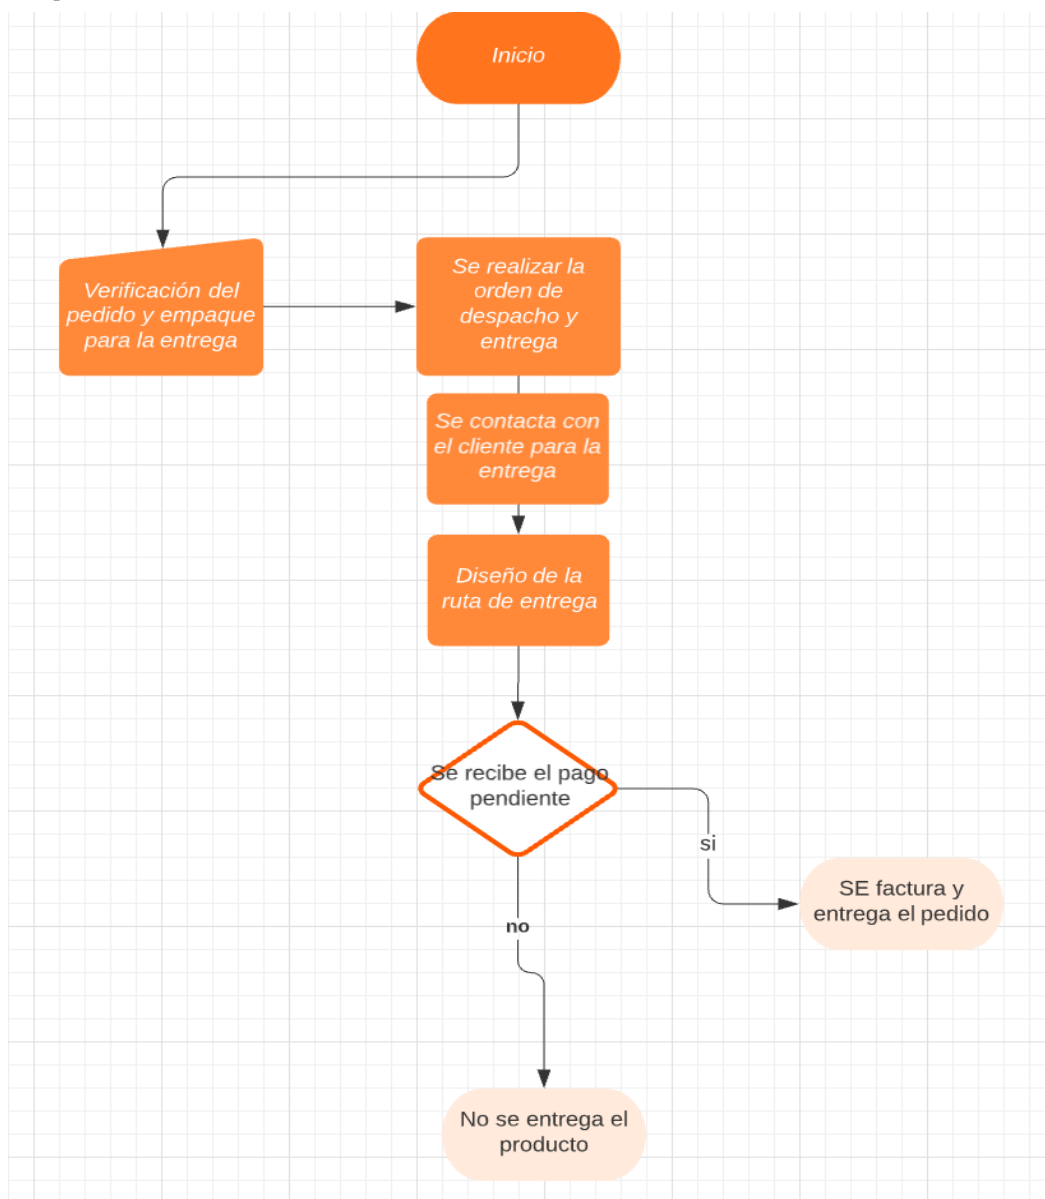 Inicio
Verificación del
pedido y empaque
para la entrega
Se realizar la
orden de
despacho y
entrega
Se contacta con
el cliente para la
entrega
Diseño de la
ruta de entrega
Se recibe el pago
pendiente
si
SE factura y
entrega el pedido
no
No se entrega el
producto